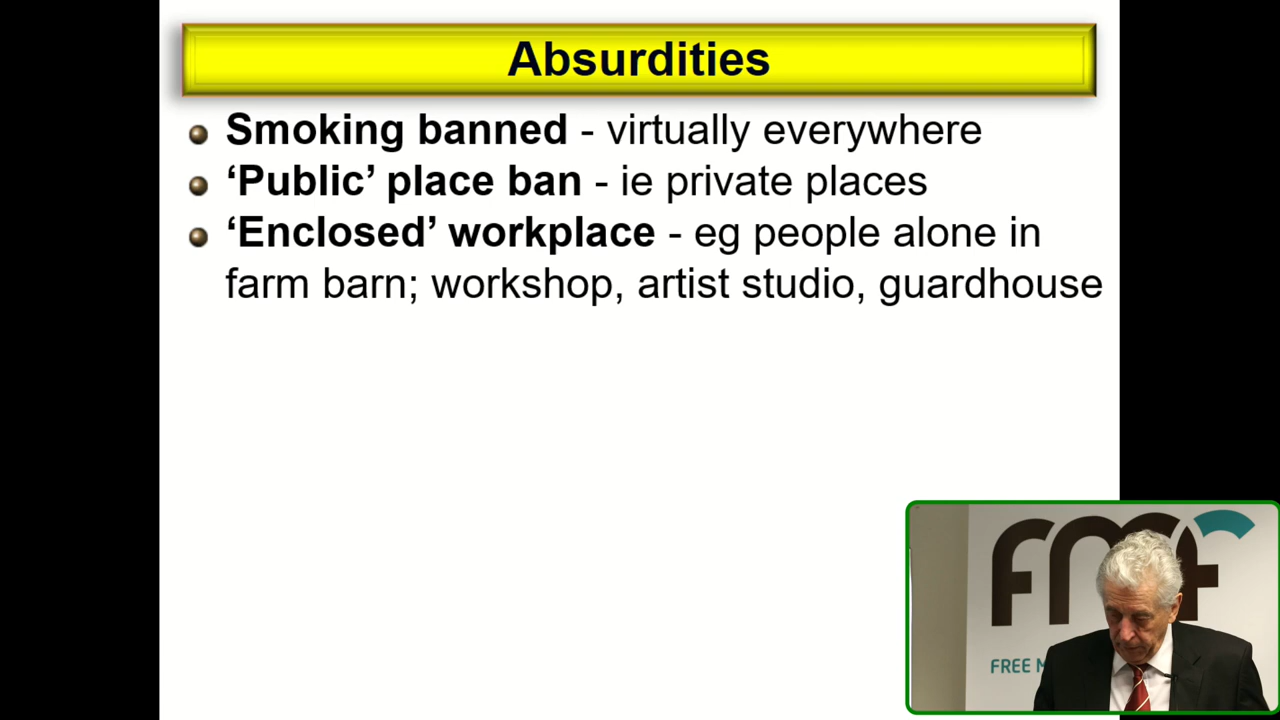 Absurdities
Smoking banned - virtually everywhere
‘Public’ place ban - ie private places
‘Enclosed’ workplace - eg people alone in
farm barn; workshop, artist studio, guardhouse
fmf
FREE